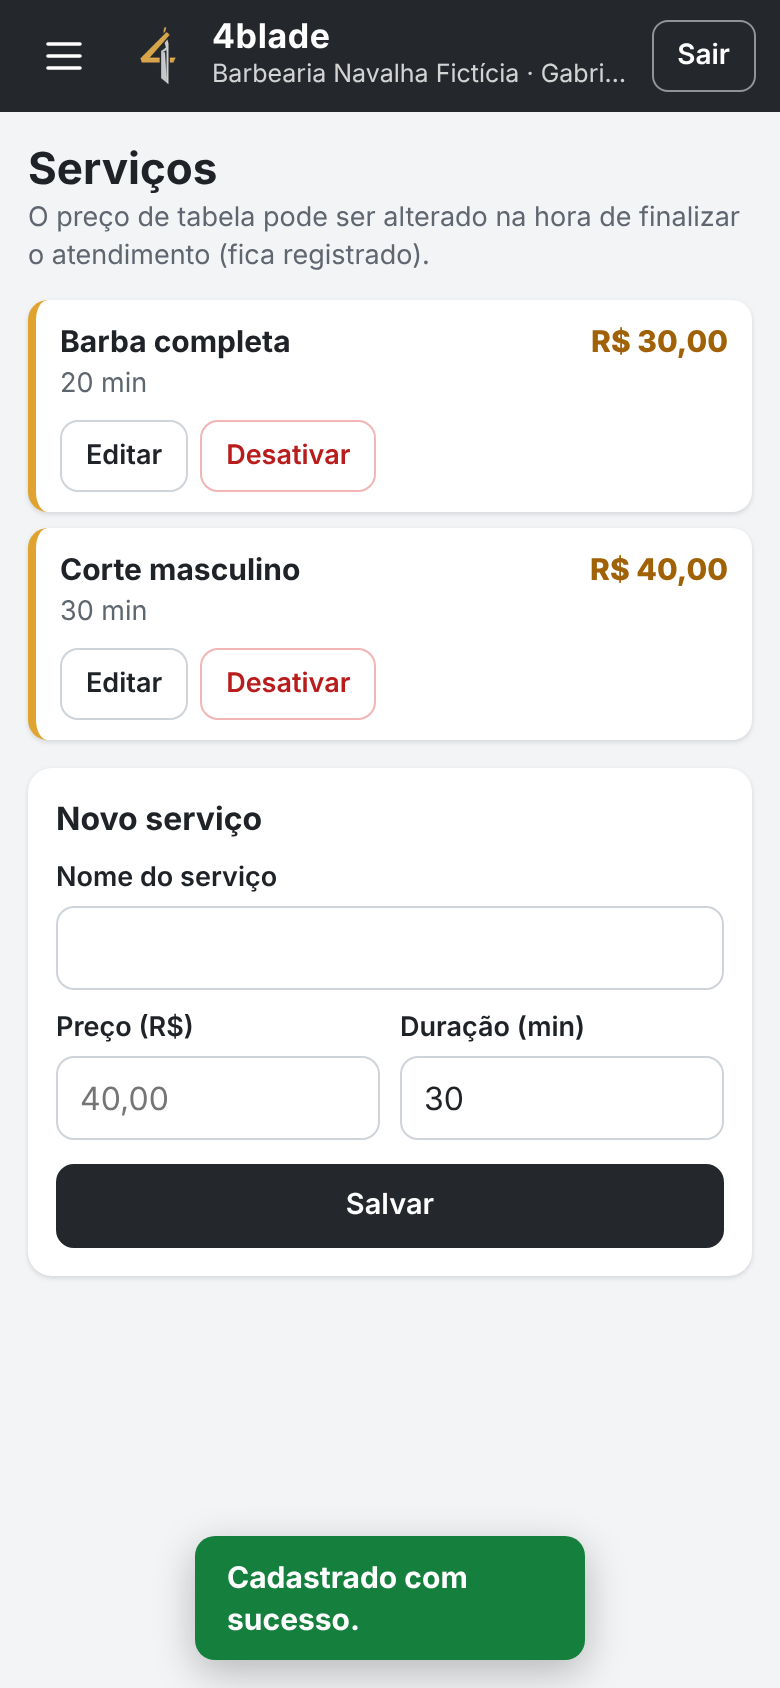 4blade
Barbearia Navalha Fictícia · Gabri...
Sair
Serviços
O preço de tabela pode ser alterado na hora de finalizar
o atendimento (fica registrado).
Barba completa
R$ 30,00
20 min
Editar
Desativar
Corte masculino
R$ 40,00
30 min
Editar
Desativar
Novo serviço
Nome do serviço
Preço (R$)
Duração (min)
40,00
30
Salvar
Cadastrado com
sucesso.